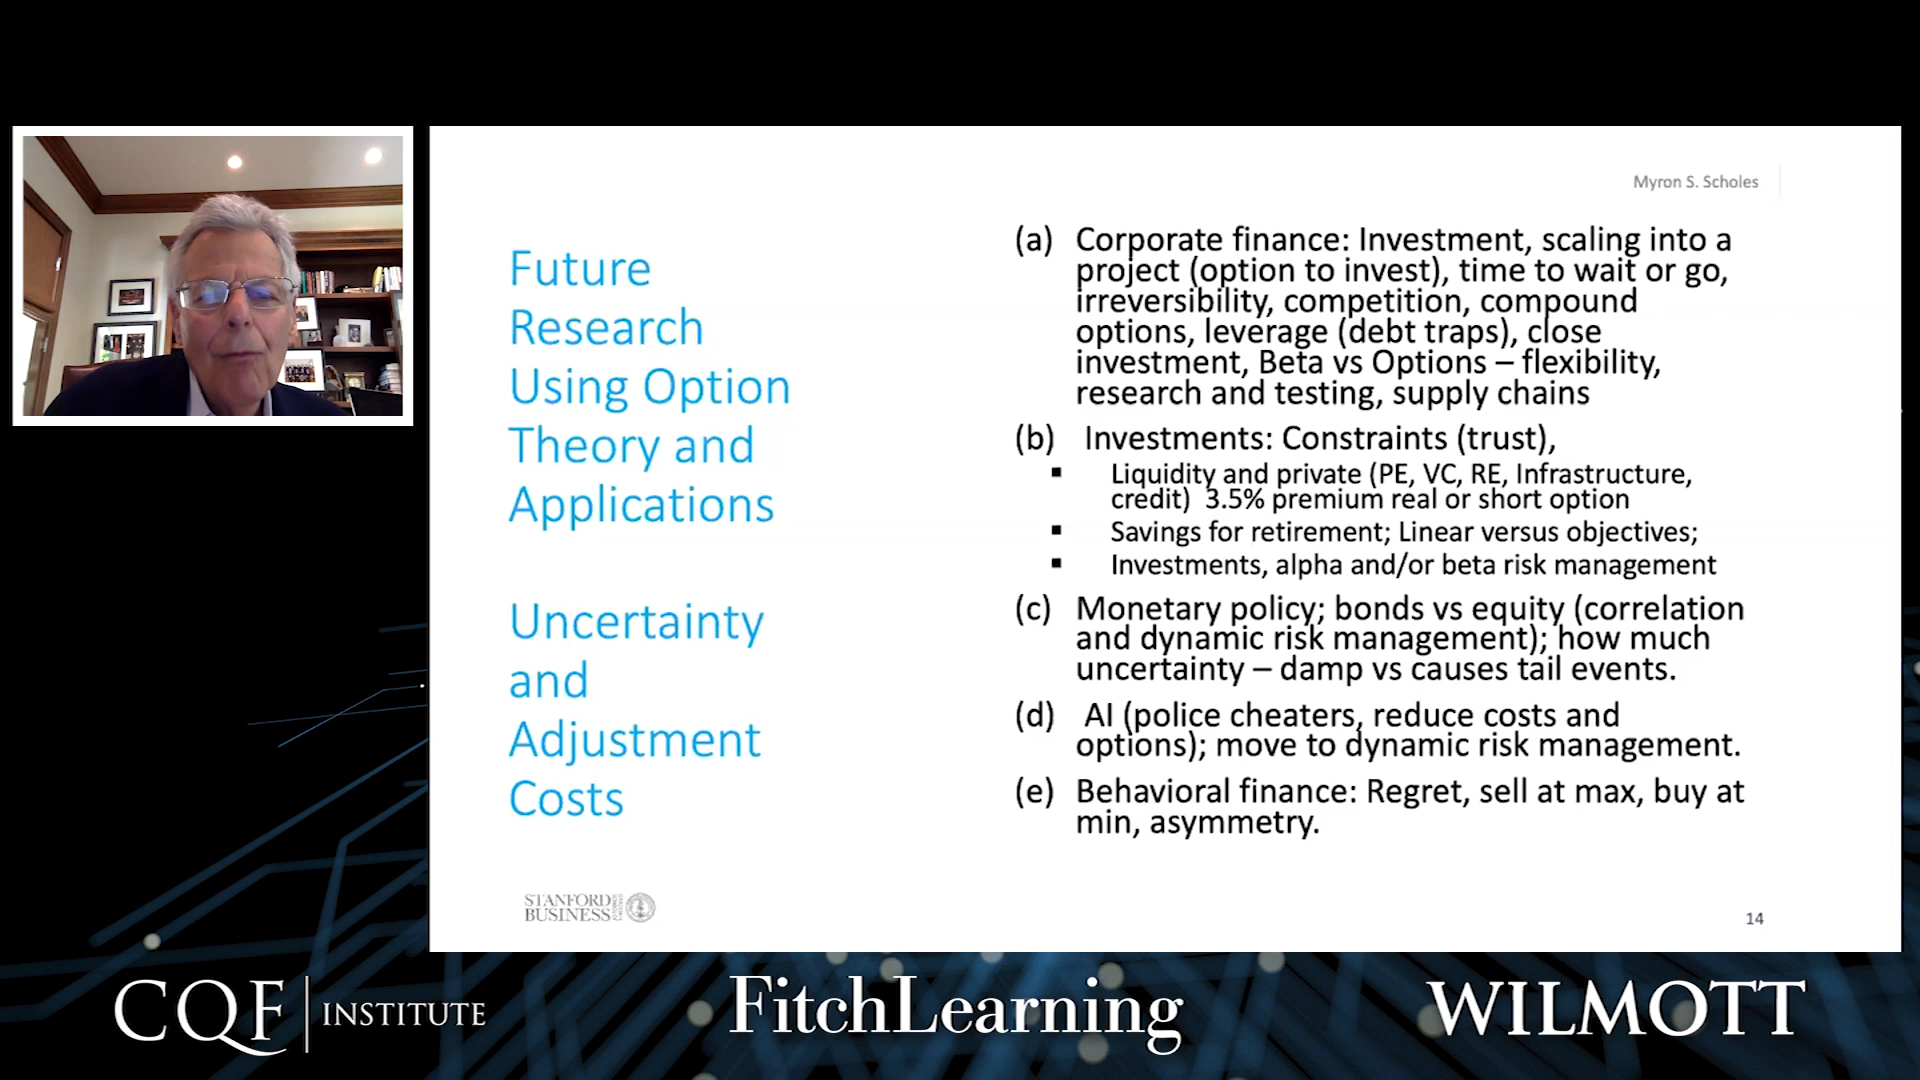 Myron S. Scholes
Future
Research
Using Option
Theory and
Applications
Uncertainty
and
Adjustment
Costs
(a) Corporate finance: Investment, scaling into a
project (option to invest), time to wait or go,
irreversibility, competition, compound
options, leverage (debt traps), close
investment, Beta vs Options – flexibility,
research and testing, supply chains
(b) Investments: Constraints (trust),
▪ Liquidity and private (PE, VC, RE, Infrastructure,
credit) 3.5% premium real or short option
▪ Savings for retirement; Linear versus objectives;
▪ Investments, alpha and/or beta risk management
(c) Monetary policy; bonds vs equity (correlation
and dynamic risk management); how much
uncertainty – damp vs causes tail events.
(d) AI (police cheaters, reduce costs and
options); move to dynamic risk management.
(e) Behavioral finance: Regret, sell at max, buy at
min, asymmetry.
STANFORD
BUSINESS
14
CQF INSTITUTE
FitchLearning
WILMOTT